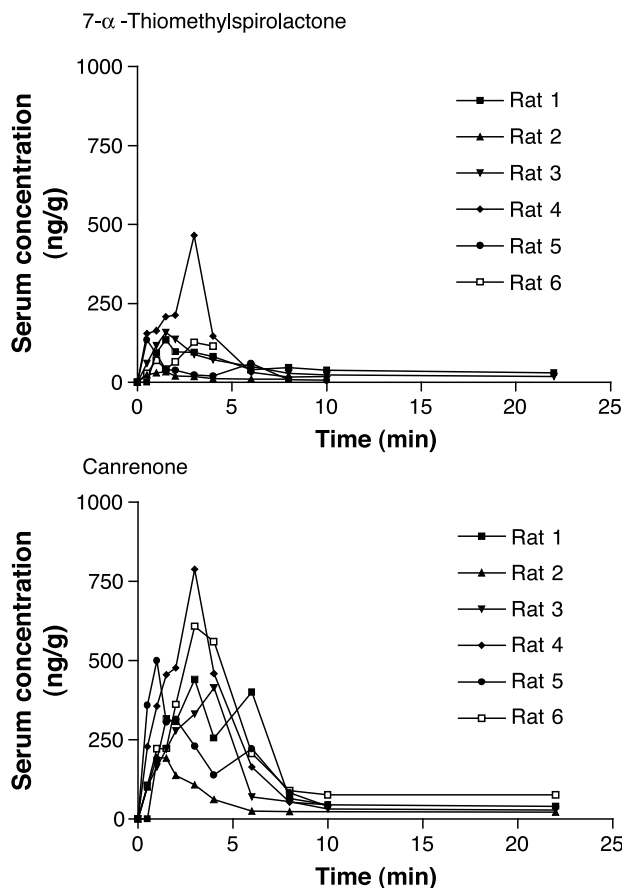 7-α -Thiomethylspirolactone
1000
750
500
250
0
Serum concentration
(ng/g)
Rat 1
Rat 2
Rat 3
Rat 4
Rat 5
Rat 6
0 5 10 15 20 25
Time (min)
Canrenone
1000
750
500
250
0
Serum concentration
(ng/g)
Rat 1
Rat 2
Rat 3
Rat 4
Rat 5
Rat 6
0 5 10 15 20 25
Time (min)